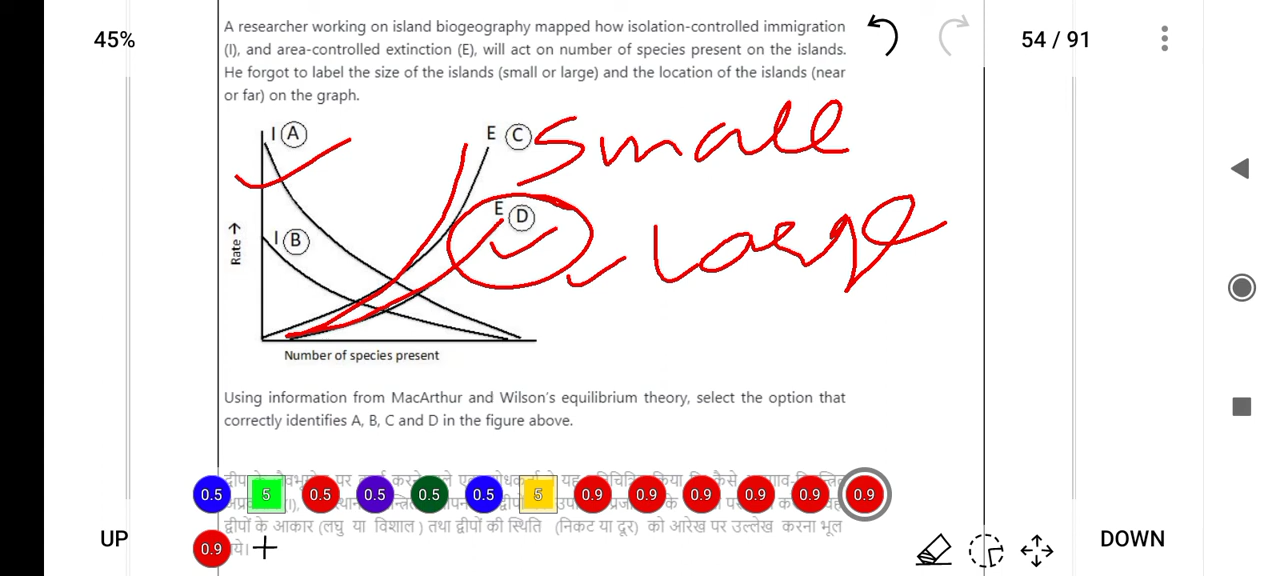 A researcher working on island biogeography mapped how isolation-controlled immigration
45%
54 / 91
(I), and area-controlled extinction (E), will act on number of species present on the islands.
He forgot to label the size of the islands (small or large) and the location of the islands (near
or far) on the graph.
I A
E C
small
E D
large
I B
Rate →
Number of species present
Using information from MacArthur and Wilson's equilibrium theory, select the option that
correctly identifies A, B, C and D in the figure above.
0.5 5 0.5 0.5 0.5 0.5 5 0.9 0.9 0.9 0.9 0.9 0.9
द्वीपों के आकार (लघु या विशाल) तथा द्वीपों की स्थिति (निकट या दूर) को आरेख पर उल्लेख करना भूल
UP
0.9 +
गये।
DOWN